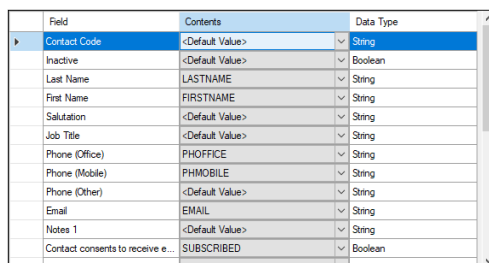 Field Contents Data Type
Contact Code <Default Value> String
Inactive <Default Value> Boolean
Last Name LASTNAME String
First Name FIRSTNAME String
Salutation <Default Value> String
Job Title <Default Value> String
Phone (Office) PHOFFICE String
Phone (Mobile) PHMOBILE String
Phone (Other) <Default Value> String
Email EMAIL String
Notes 1 <Default Value> String
Contact consents to receive e... SUBSCRIBED Boolean